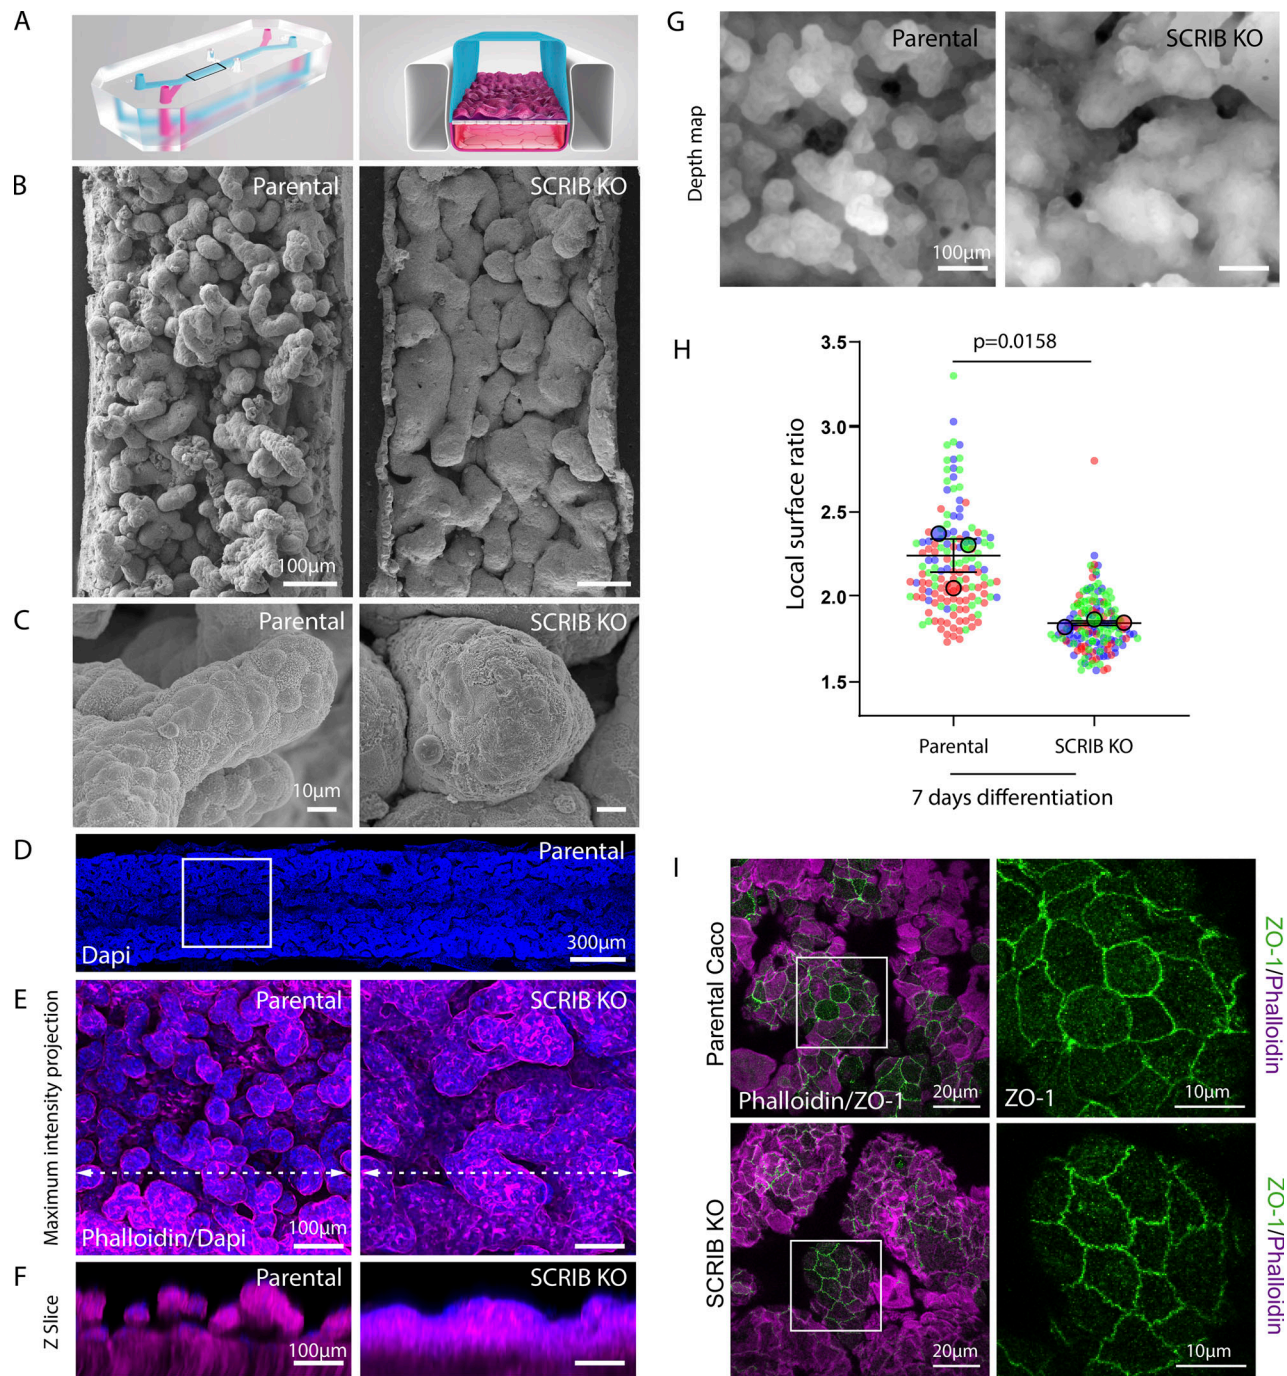 A
B
Parental
SCRIB KO
100µm
C
Parental
SCRIB KO
10µm
D
Parental
Dapi
300µm
E
Maximum intensity projection
Parental
SCRIB KO
Phalloidin/Dapi
100µm
F
Z Slice
Parental
SCRIB KO
100µm
G
Depth map
Parental
SCRIB KO
100µm
H
p=0.0158
Local surface ratio
3.5
3.0
2.5
2.0
1.5
Parental
SCRIB KO
7 days differentiation
I
Parental Caco
Phalloidin/ZO-1
20µm
ZO-1
10µm
ZO-1/Phalloidin
SCRIB KO
20µm
10µm
ZO-1/Phalloidin